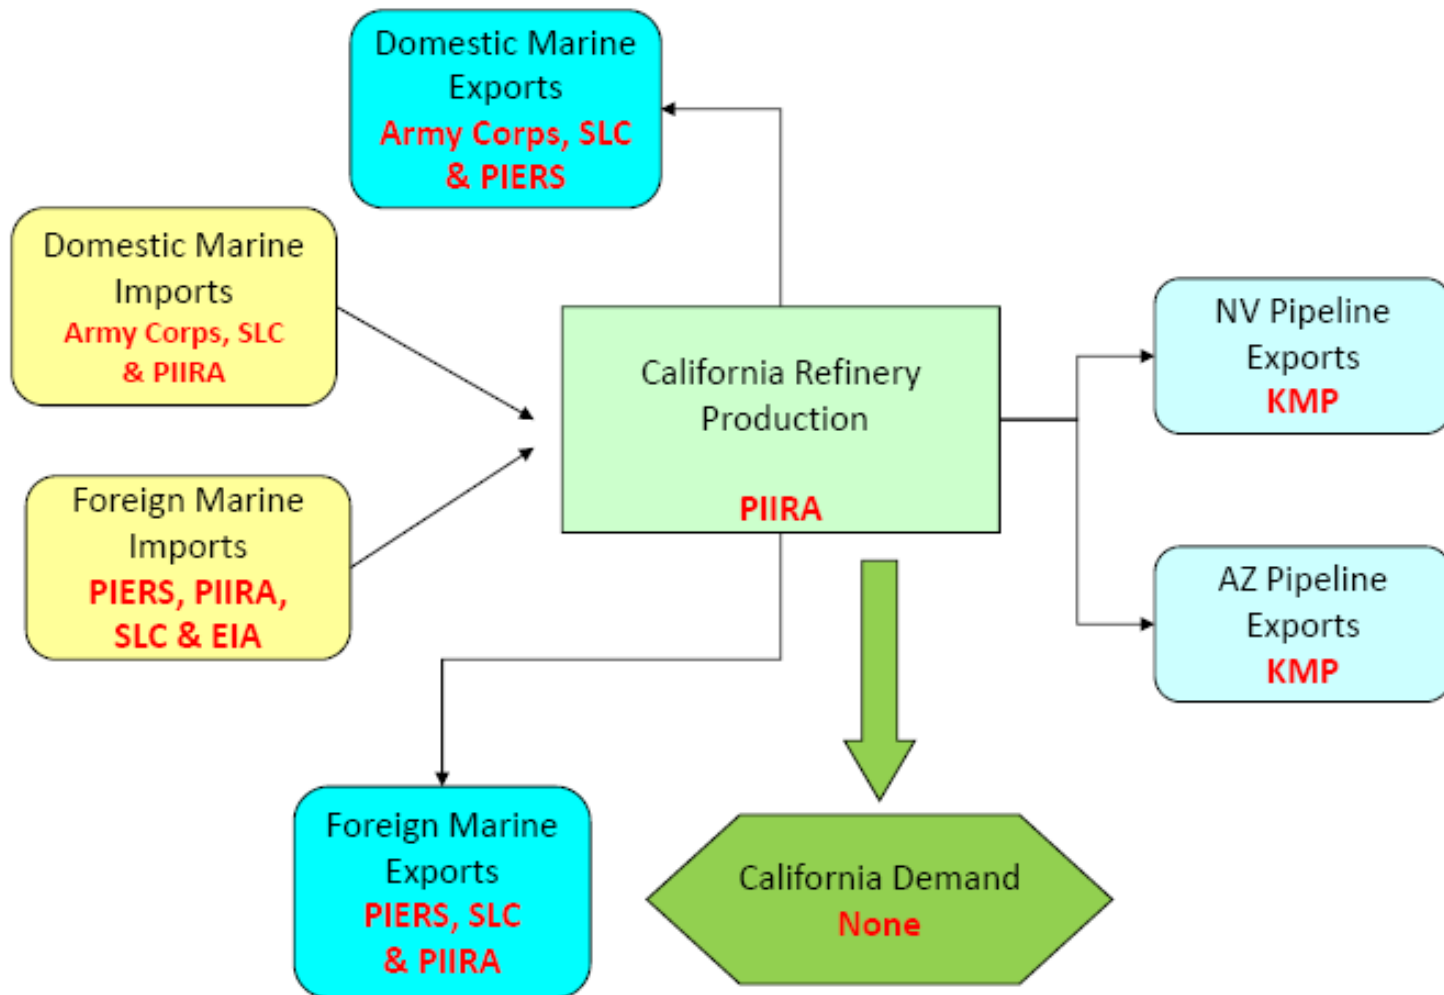 Domestic Marine
Exports
Army Corps, SLC
& PIERS
Domestic Marine
Imports
Army Corps, SLC
& PIIRA
California Refinery
Production
PIIRA
NV Pipeline
Exports
KMP
Foreign Marine
Imports
PIERS, PIIRA,
SLC & EIA
AZ Pipeline
Exports
KMP
Foreign Marine
Exports
PIERS, SLC
& PIIRA
California Demand
None